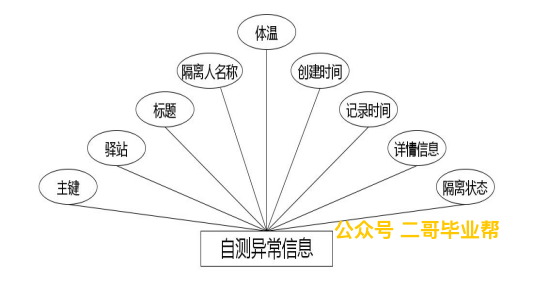 体温
隔离人名称
创建时间
标题
记录时间
驿站
详情信息
主键
隔离状态
自测异常信息
公众号 二哥毕业帮